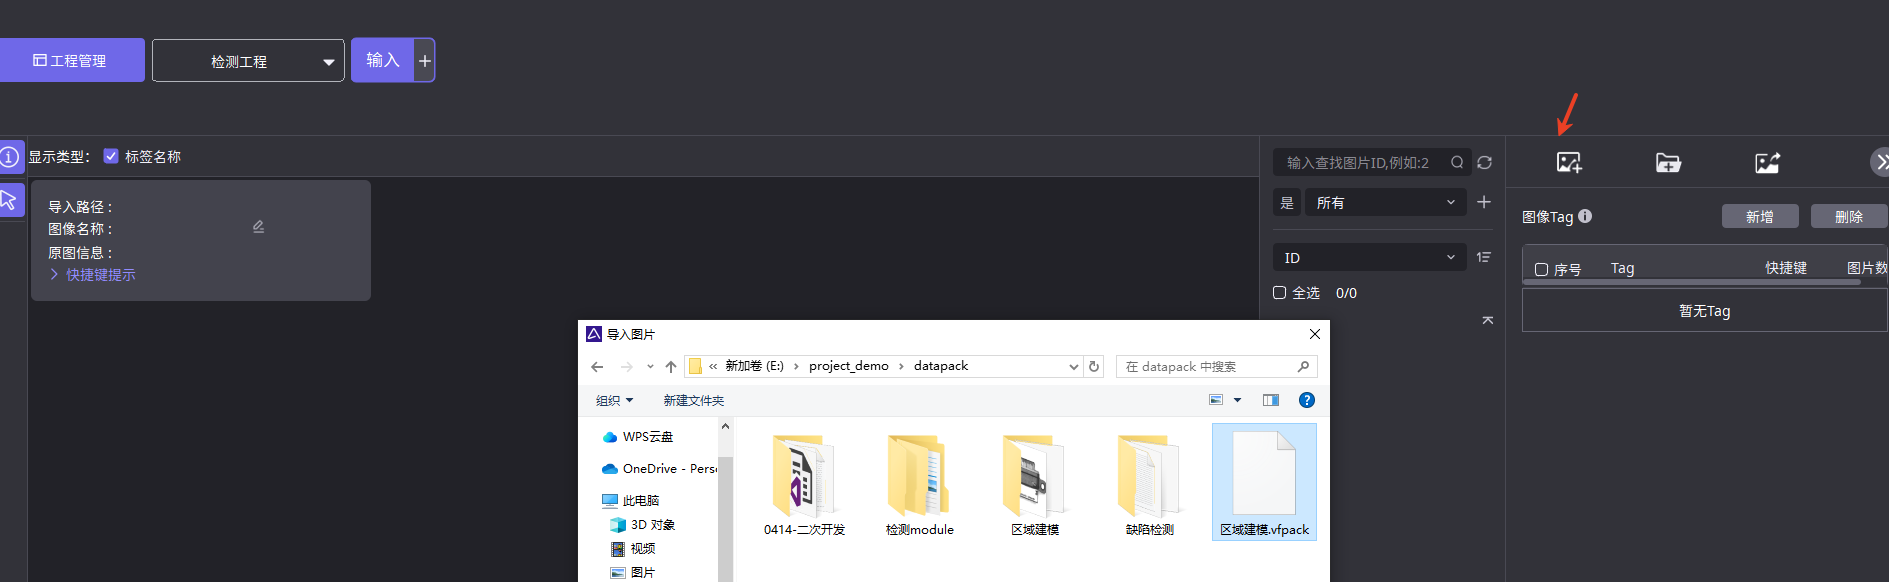 工程管理
检测工程
输入
显示类型：
标签名称
导入路径：
图像名称：
原图信息：
快捷键提示
输入查找图片ID,例如:2
是
所有
ID
全选 0/0
图像Tag
新增
删除
序号 Tag 快捷键 图片数
暂无Tag
导入图片
« 新加卷 (E:) › project_demo › datapack
在 datapack 中搜索
组织
新建文件夹
WPS云盘
OneDrive - Perso
此电脑
3D 对象
视频
图片
0414-二次开发
检测module
区域建模
缺陷检测
区域建模.vfpack